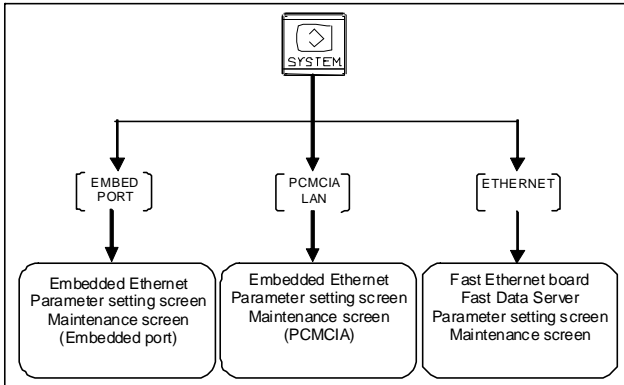 SYSTEM
EMBED
PORT
PCMCIA
LAN
ETHERNET
Embedded Ethernet
Parameter setting screen
Maintenance screen
(Embedded port)
Embedded Ethernet
Parameter setting screen
Maintenance screen
(PCMCIA)
Fast Ethernet board
Fast Data Server
Parameter setting screen
Maintenance screen